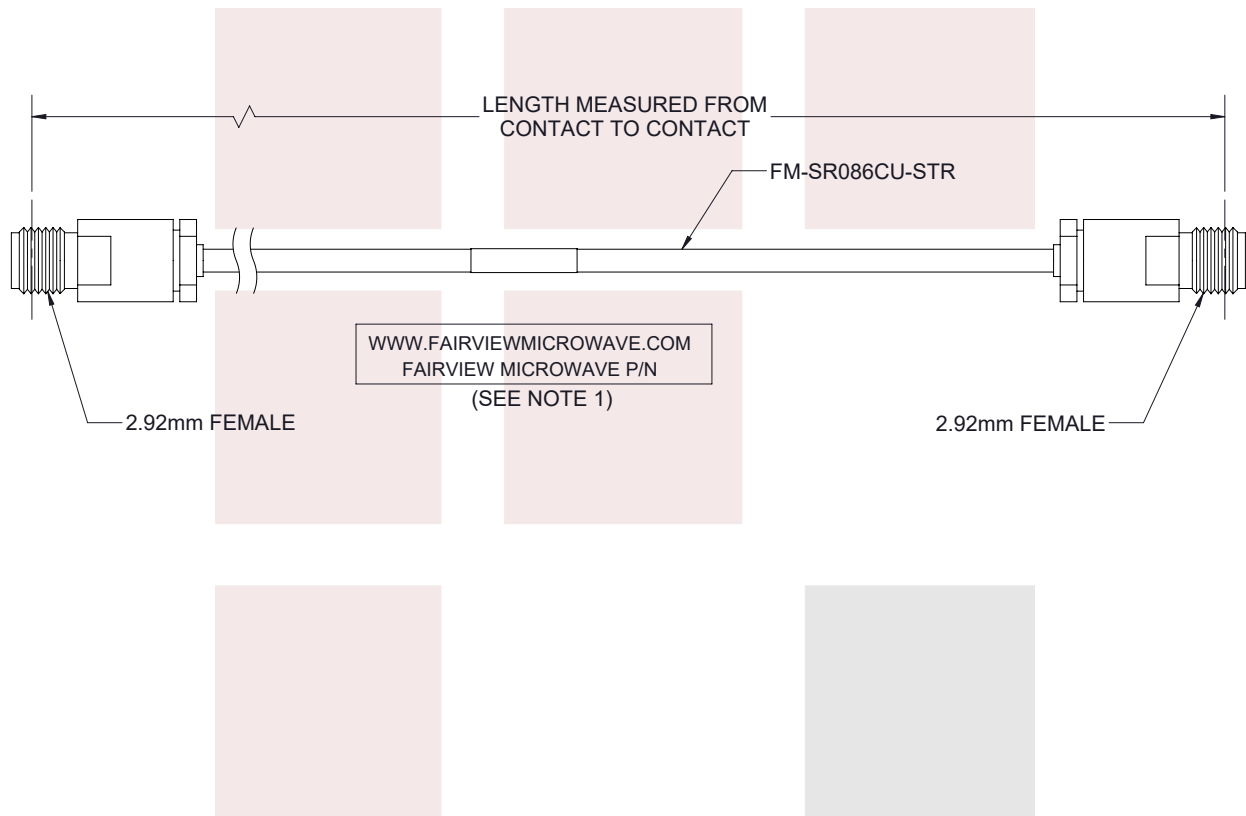 LENGTH MEASURED FROM
CONTACT TO CONTACT
FM-SR086CU-STR
WWW.FAIRVIEWMICROWAVE.COM
FAIRVIEW MICROWAVE P/N
(SEE NOTE 1)
2.92mm FEMALE
2.92mm FEMALE